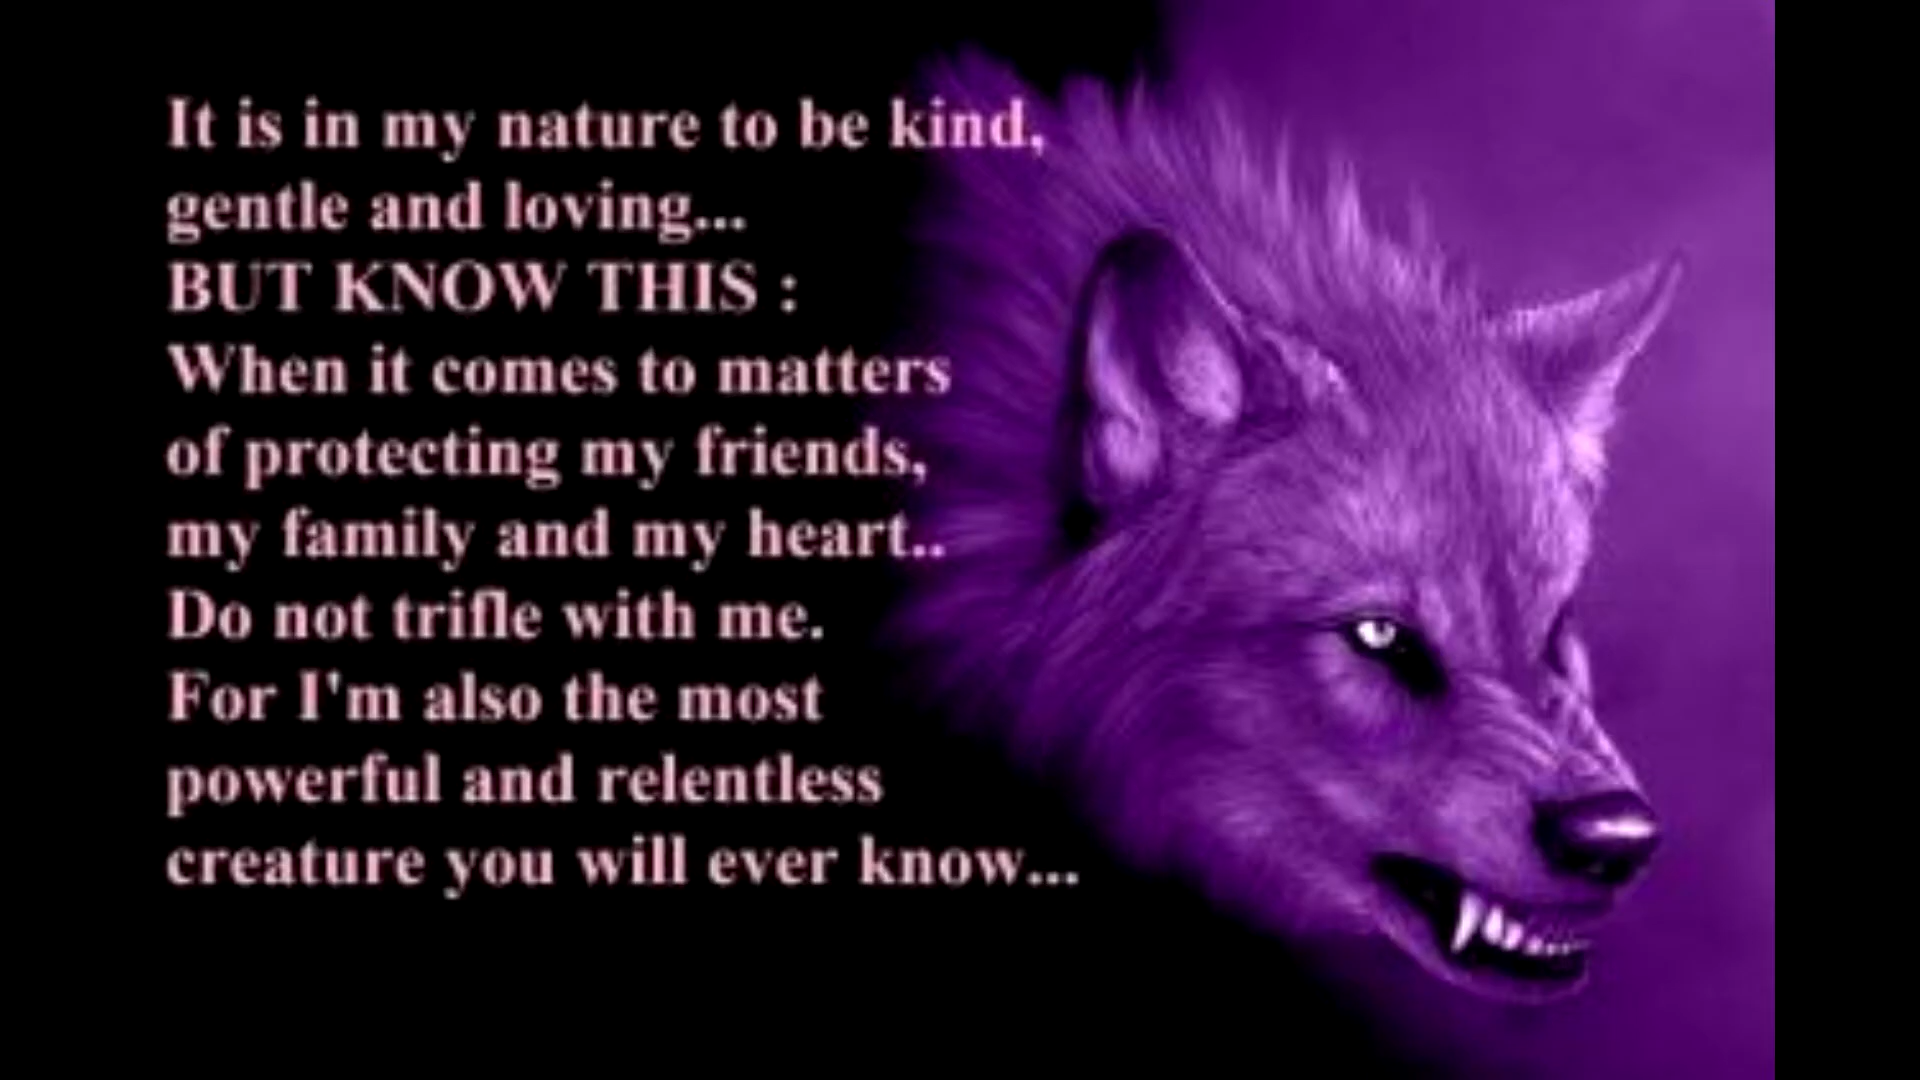 It is in my nature to be kind,
gentle and loving...
BUT KNOW THIS :
When it comes to matters
of protecting my friends,
my family and my heart..
Do not trifle with me.
For I'm also the most
powerful and relentless
creature you will ever know...